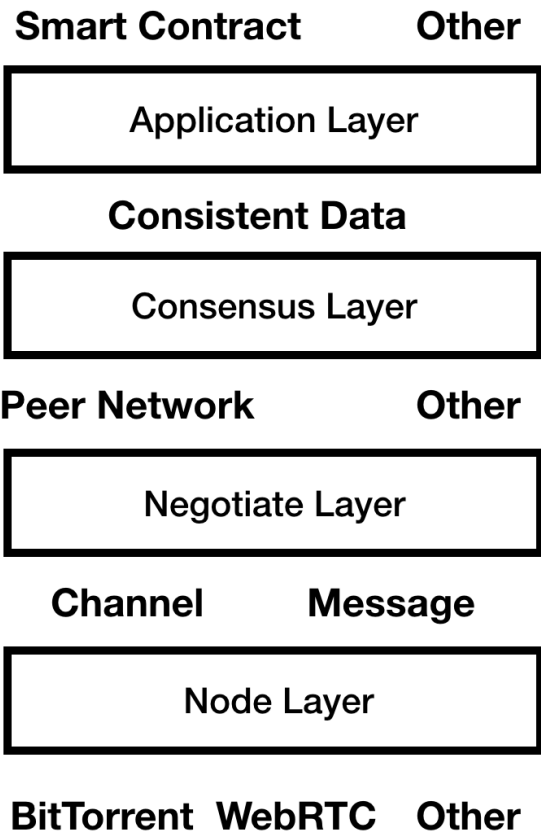 Smart Contract Other
Application Layer
Consistent Data
Consensus Layer
Peer Network Other
Negotiate Layer
Channel Message
Node Layer
BitTorrent WebRTC Other